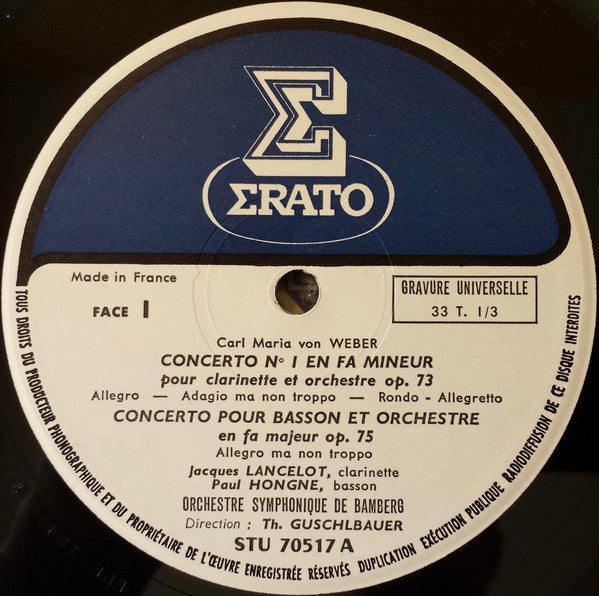 Σ
ΣRATO
Made in France
FACE I
GRAVURE UNIVERSELLE
33 T. 1/3
Carl Maria von WEBER
CONCERTO No I EN FA MINEUR
pour clarinette et orchestre op. 73
Allegro — Adagio ma non troppo — Rondo - Allegretto
CONCERTO POUR BASSON ET ORCHESTRE
en fa majeur op. 75
Allegro ma non troppo
Jacques LANCELOT, clarinette
Paul HONGNE, basson
ORCHESTRE SYMPHONIQUE DE BAMBERG
Direction : Th. GUSCHLBAUER
STU 70517 A
TOUS DROITS DU PRODUCTEUR PHONOGRAPHIQUE ET DU PROPRIÉTAIRE DE L'ŒUVRE ENREGISTRÉE RÉSERVÉS DUPLICATION EXÉCUTION PUBLIQUE RADIODIFFUSION DE CE DISQUE INTERDITES